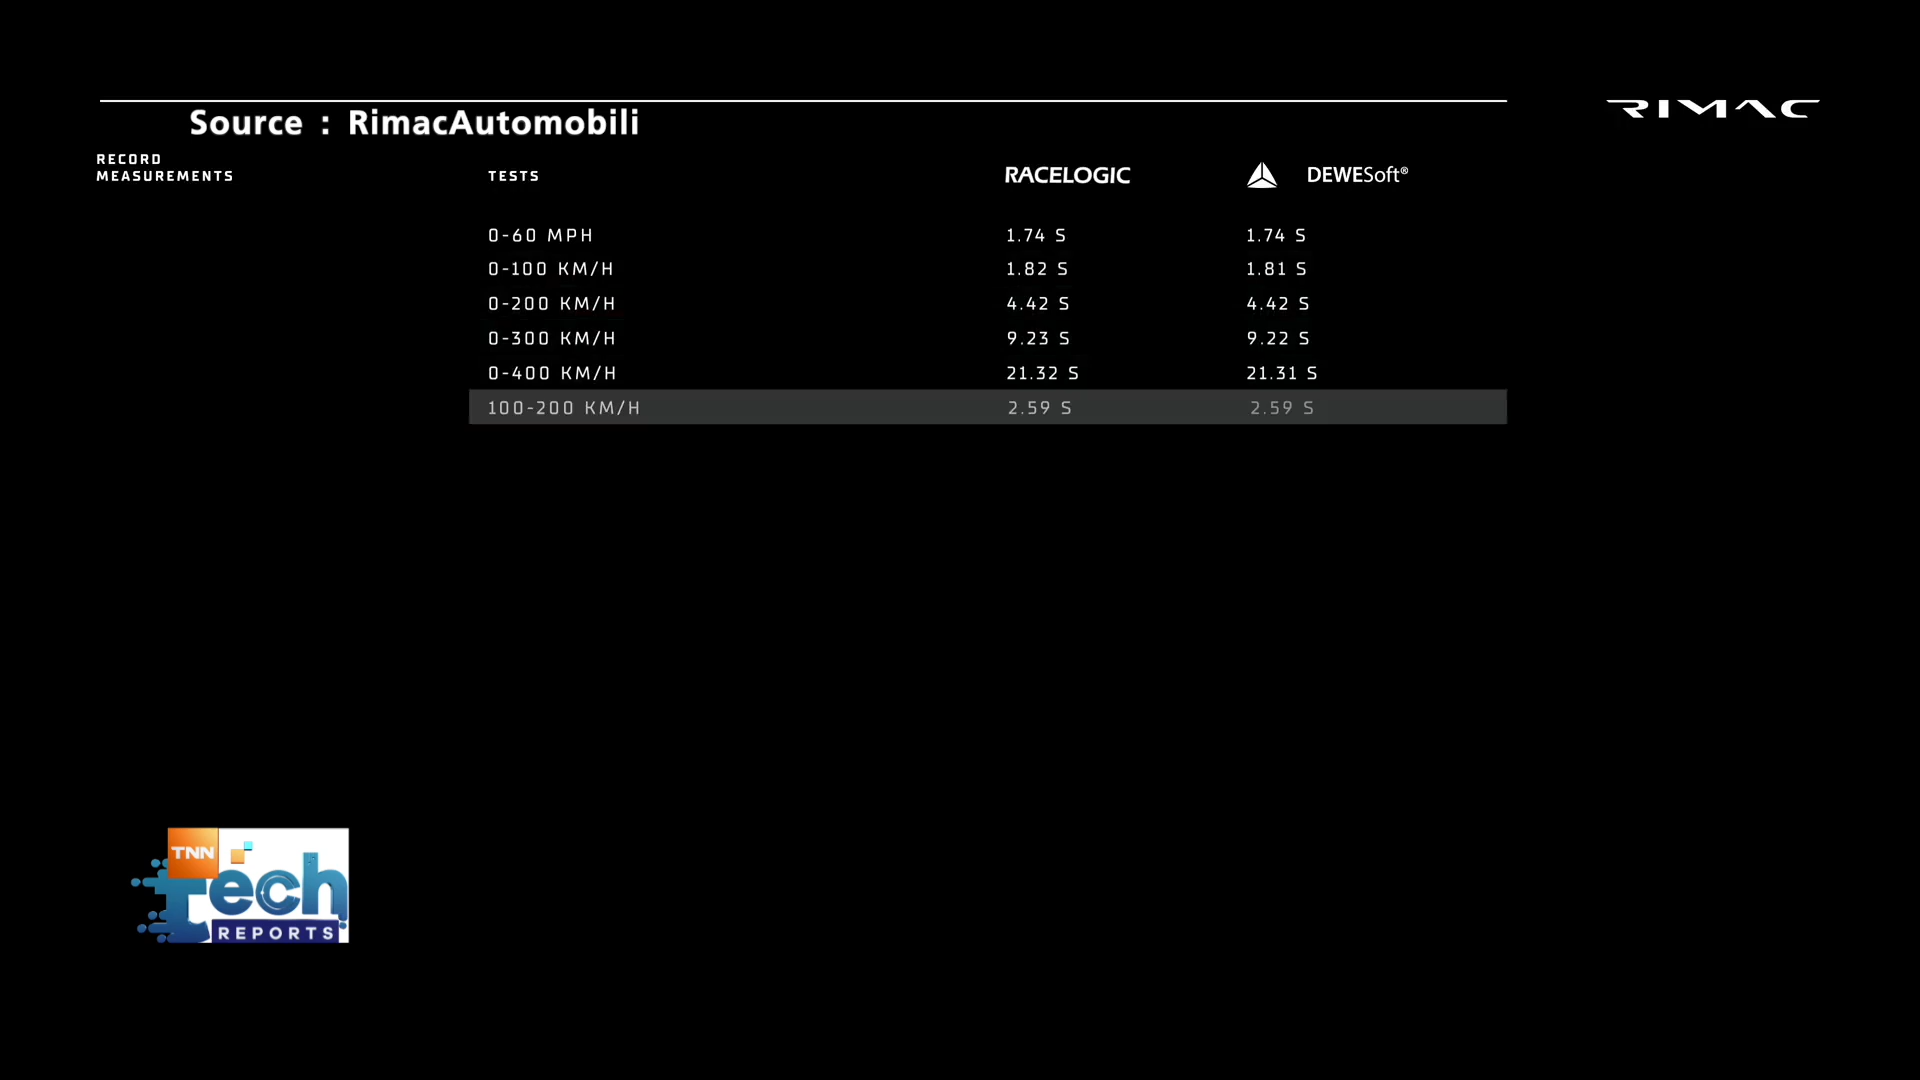 RIMAC
Source : RimacAutomobili
RECORD
MEASUREMENTS
TESTS RACELOGIC DEWESoft®
0-60 MPH 1.74 S 1.74 S
0-100 KM/H 1.82 S 1.81 S
0-200 KM/H 4.42 S 4.42 S
0-300 KM/H 9.23 S 9.22 S
0-400 KM/H 21.32 S 21.31 S
100-200 KM/H 2.59 S 2.59 S
TNN
Tech
REPORTS